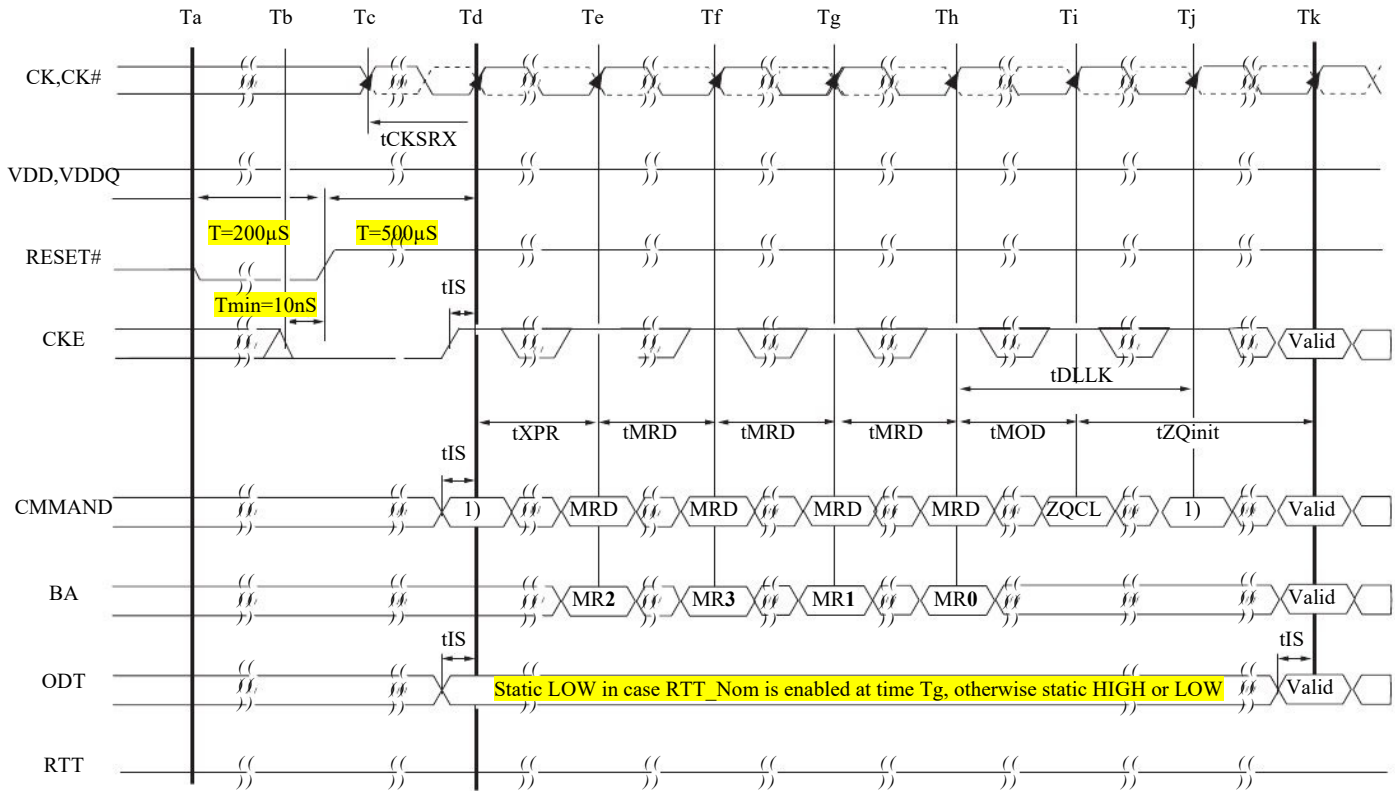 Ta Tb Tc Td Te Tf Tg Th Ti Tj Tk
CK,CK#
tCKSRX
VDD,VDDQ
T=200µS T=500µS
RESET#
Tmin=10nS tIS
CKE Valid
tDLLK
tXPR tMRD tMRD tMRD tMOD tZQinit
tIS
CMMAND 1) MRD MRD MRD MRD ZQCL 1) Valid
BA MR2 MR3 MR1 MR0 Valid
tIS tIS
ODT Static LOW in case RTT_Nom is enabled at time Tg, otherwise static HIGH or LOW Valid
RTT